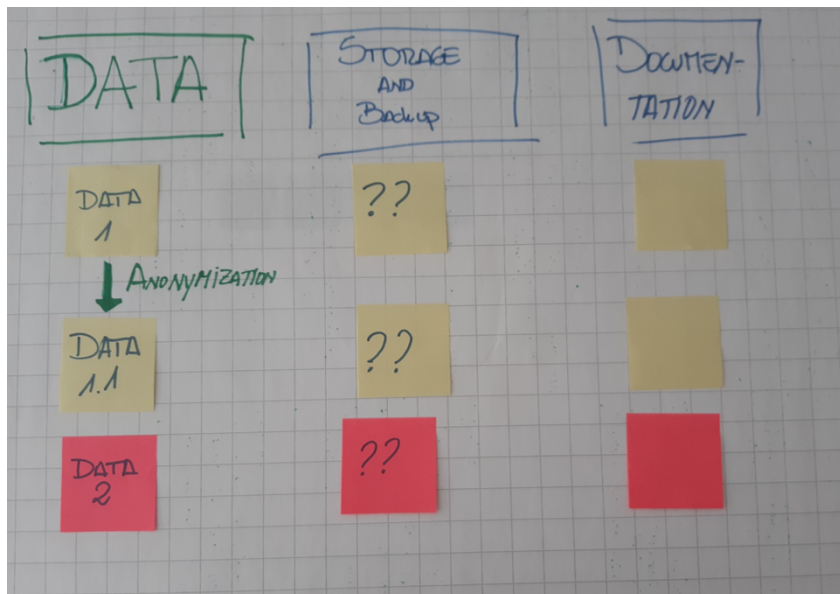 DATA
STORAGE
AND
Backup
DOCUMEN-
TATION
DATA
1
??
ANONYMIZATION
DATA
1.1
??
DATA
2
??